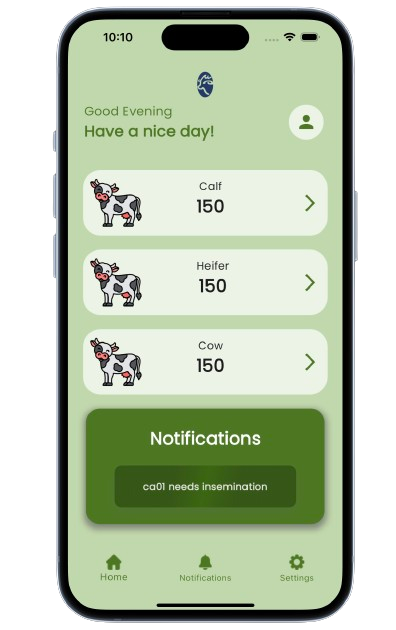 10:10
Good Evening
Have a nice day!
Calf
150
Heifer
150
Cow
150
Notifications
ca01 needs insemination
Home
Notifications
Settings